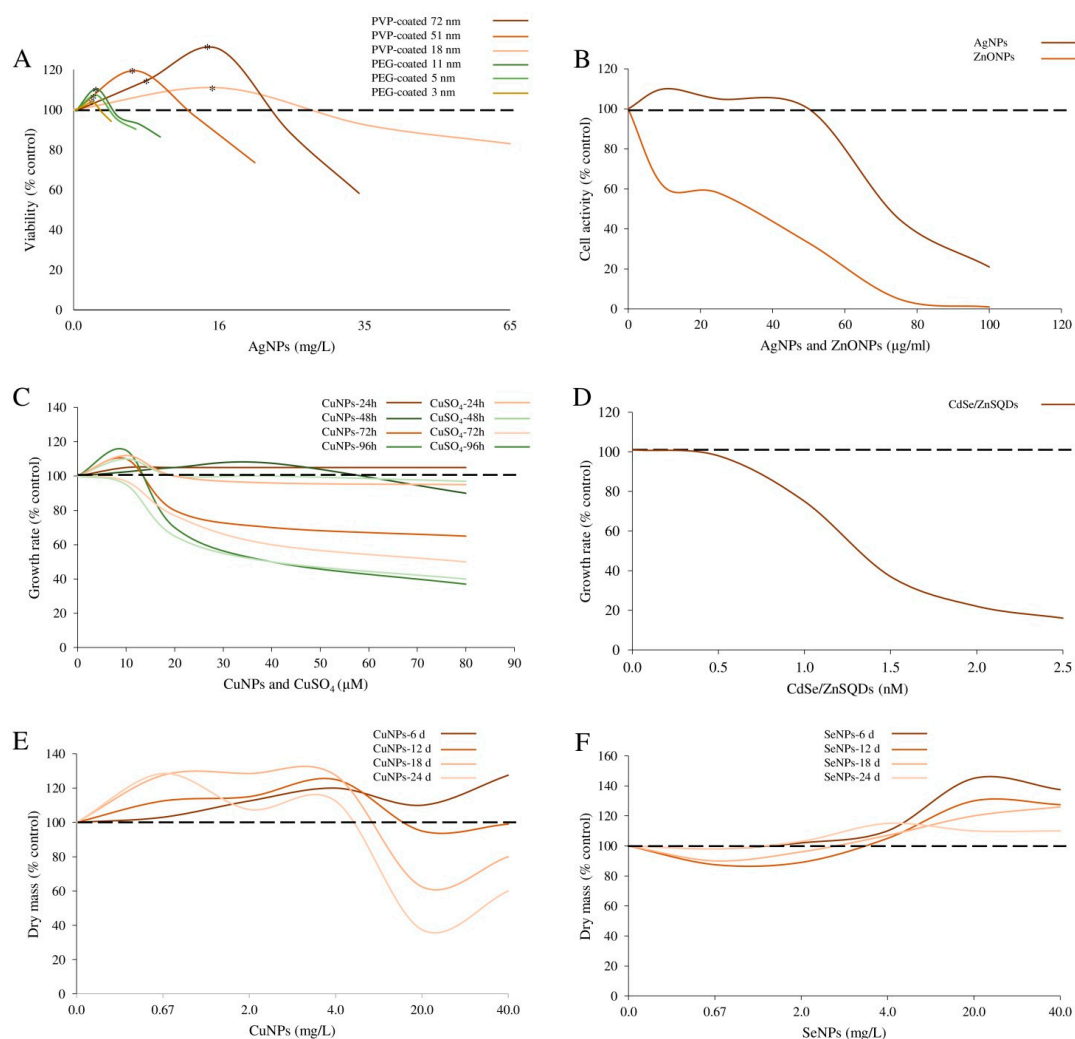 A
PVP-coated 72 nm
PVP-coated 51 nm
PVP-coated 18 nm
PEG-coated 11 nm
PEG-coated 5 nm
PEG-coated 3 nm
Viability (% control)
120
100
80
60
40
20
0
0.0 16 35 65
AgNPs (mg/L)
B
AgNPs
ZnONPs
Cell activity (% control)
120
100
80
60
40
20
0
0 20 40 60 80 100 120
AgNPs and ZnONPs (µg/ml)
C
CuNPs-24h CuSO4-24h
CuNPs-48h CuSO4-48h
CuNPs-72h CuSO4-72h
CuNPs-96h CuSO4-96h
Growth rate (% control)
140
120
100
80
60
40
20
0
0 10 20 30 40 50 60 70 80 90
CuNPs and CuSO4 (µM)
D
CdSe/ZnSQDs
Growth rate (% control)
120
100
80
60
40
20
0
0.0 0.5 1.0 1.5 2.0 2.5
CdSe/ZnSQDs (nM)
E
CuNPs-6 d
CuNPs-12 d
CuNPs-18 d
CuNPs-24 d
Dry mass (% control)
140
120
100
80
60
40
20
0
0.0 0.67 2.0 4.0 20.0 40.0
CuNPs (mg/L)
F
SeNPs-6 d
SeNPs-12 d
SeNPs-18 d
SeNPs-24 d
Dry mass (% control)
160
140
120
100
80
60
40
20
0
0.0 0.67 2.0 4.0 20.0 40.0
SeNPs (mg/L)